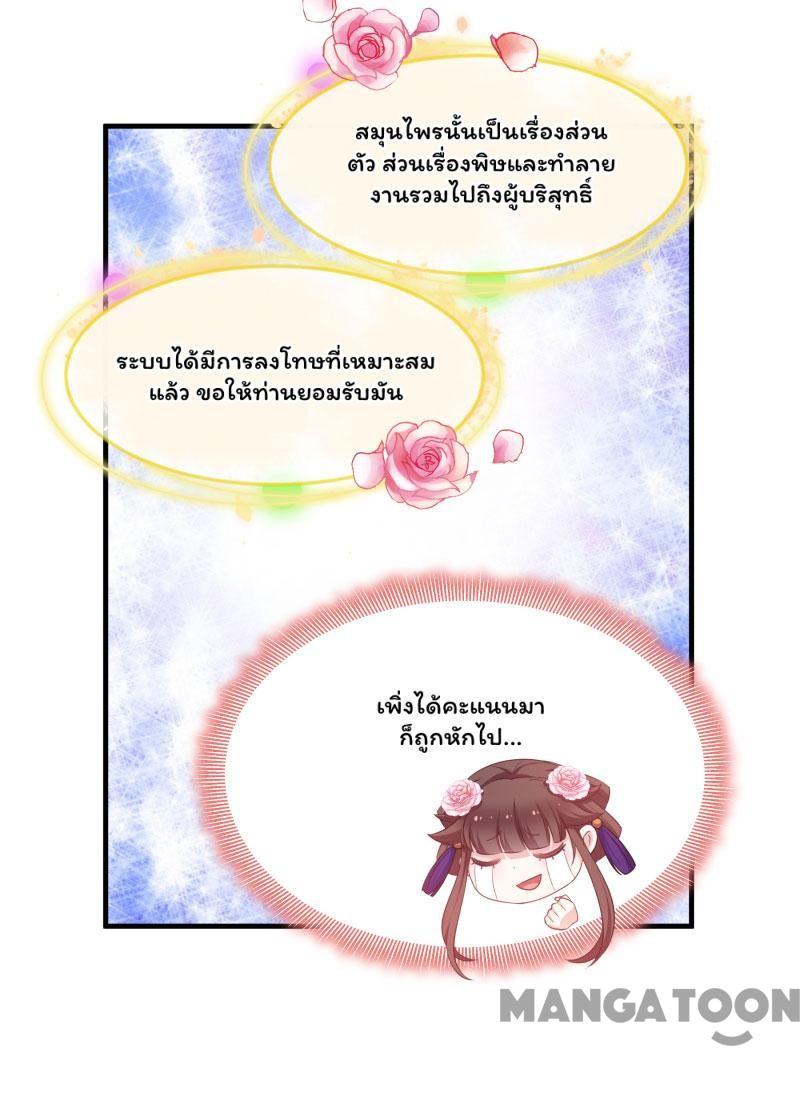 สมุนไพรนั้นเป็นเรื่องส่วน
ตัว ส่วนเรื่องพิษและทำลาย
งานรวมไปถึงผู้บริสุทธิ์
ระบบได้มีการลงโทษที่เหมาะสม
แล้ว ขอให้ท่านยอมรับมัน
เพิ่งได้คะแนนมา
ก็ถูกหักไป...
MANGATOON